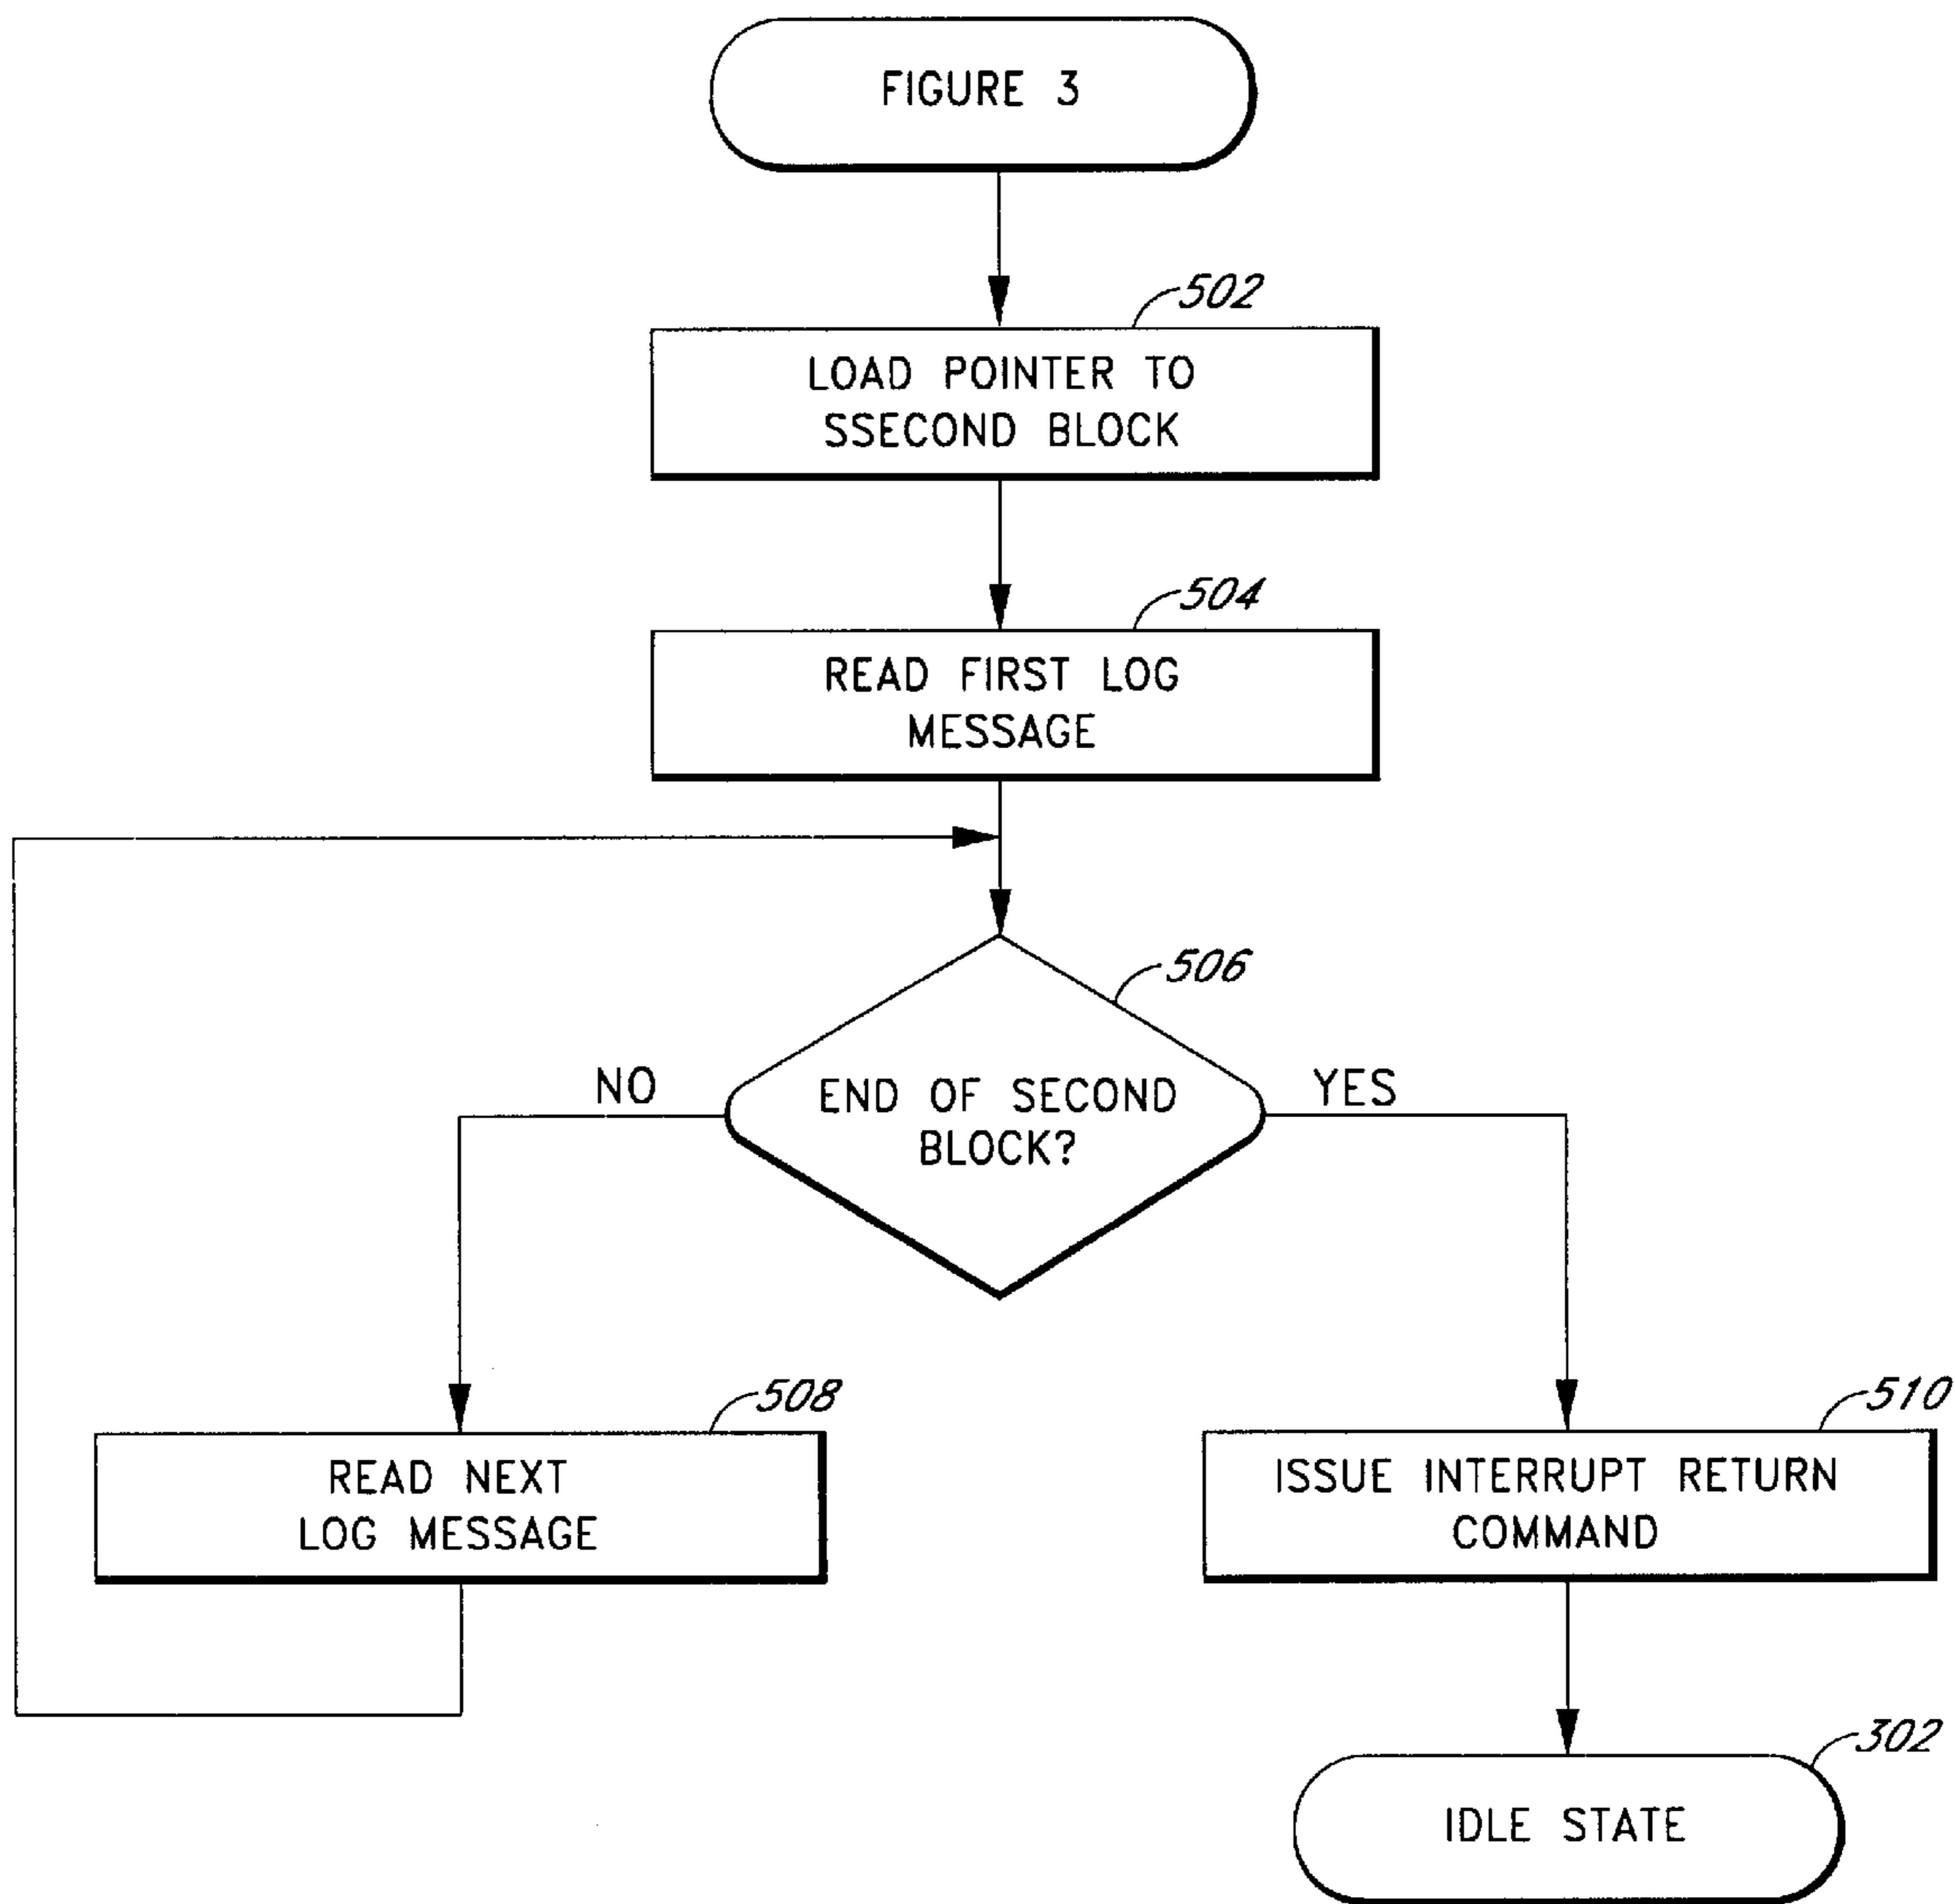 FIGURE 3
502
LOAD POINTER TO
SSECOND BLOCK
504
READ FIRST LOG
MESSAGE
506
NO
END OF SECOND
BLOCK?
YES
508
READ NEXT
LOG MESSAGE
510
ISSUE INTERRUPT RETURN
COMMAND
302
IDLE STATE